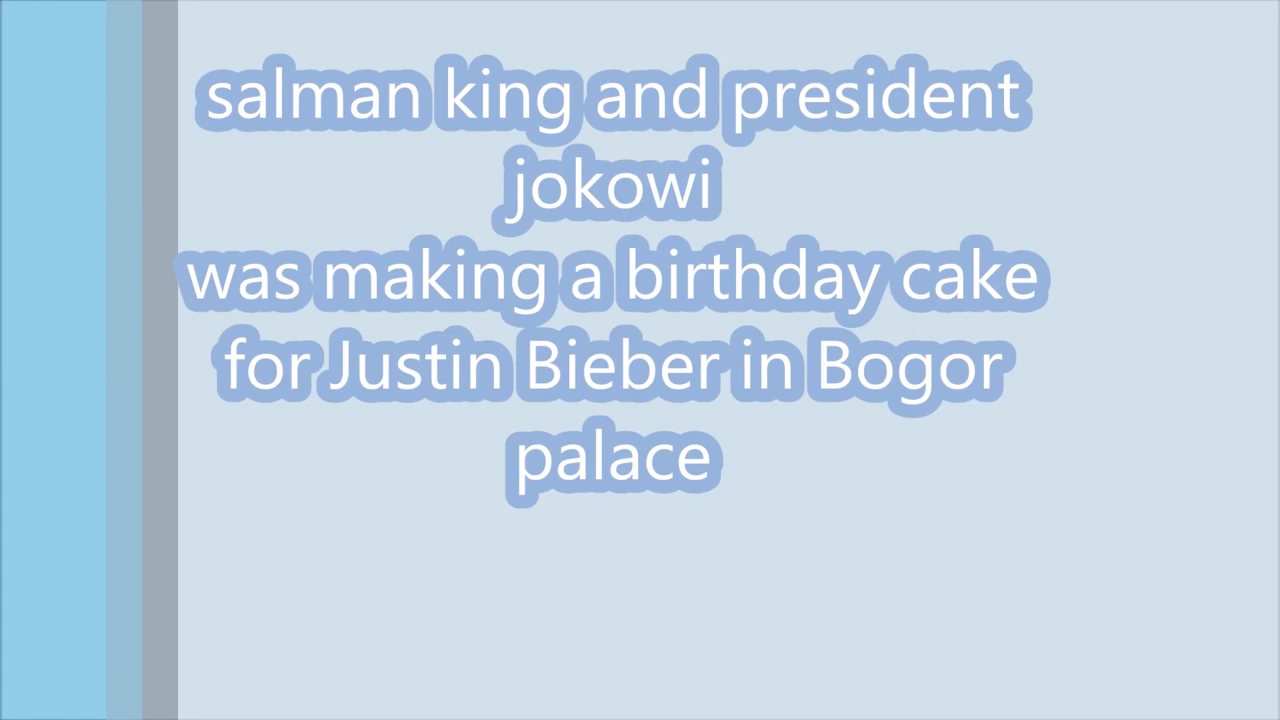 salman king and president
jokowi
was making a birthday cake
for Justin Bieber in Bogor
palace